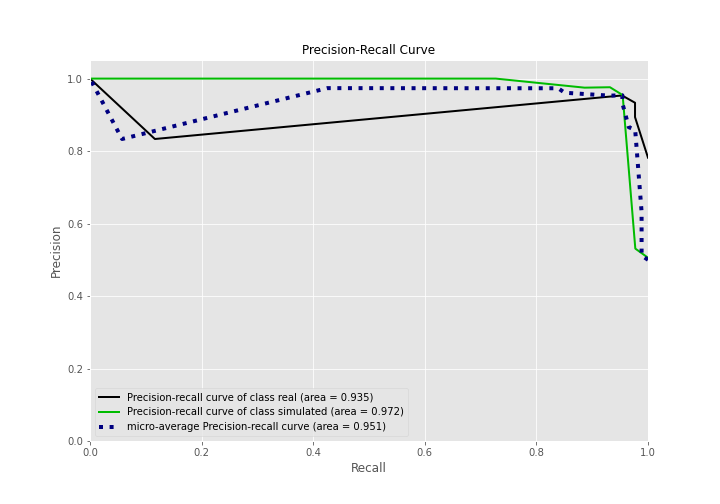 Precision-Recall Curve
1.0
0.8
0.6
0.4
0.2
0.0
Precision
Precision-recall curve of class real (area = 0.935)
Precision-recall curve of class simulated (area = 0.972)
micro-average Precision-recall curve (area = 0.951)
0.0 0.2 0.4 0.6 0.8 1.0
Recall